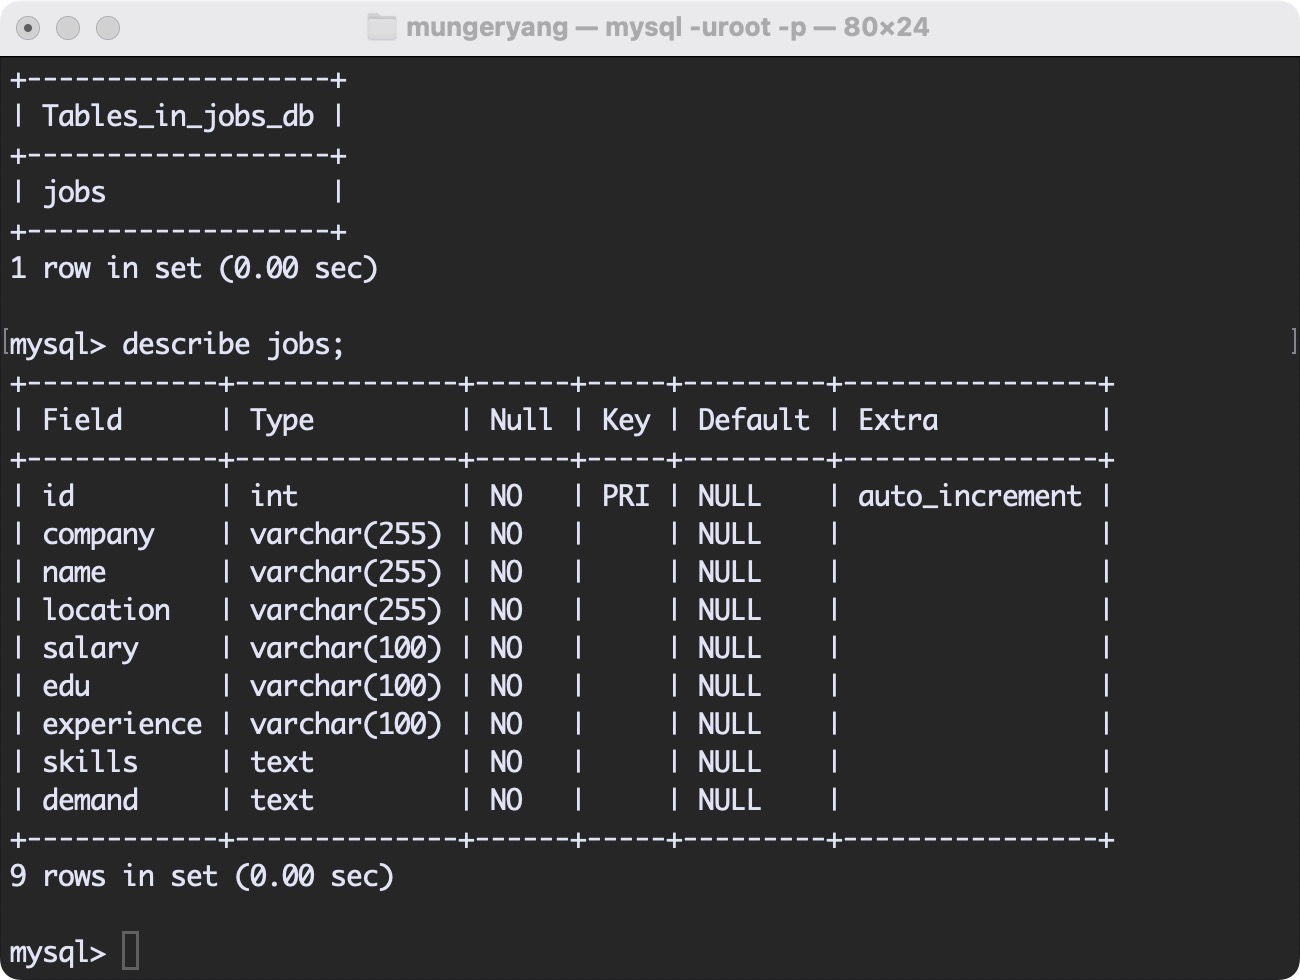 mungeryang — mysql -uroot -p — 80×24
+-------------------+
| Tables_in_jobs_db |
+-------------------+
| jobs              |
+-------------------+
1 row in set (0.00 sec)
[mysql> describe jobs; ]
+------------+--------------+------+-----+---------+----------------+
| Field      | Type         | Null | Key | Default | Extra          |
+------------+--------------+------+-----+---------+----------------+
| id         | int          | NO   | PRI | NULL    | auto_increment |
| company    | varchar(255) | NO   |     | NULL    |                |
| name       | varchar(255) | NO   |     | NULL    |                |
| location   | varchar(255) | NO   |     | NULL    |                |
| salary     | varchar(100) | NO   |     | NULL    |                |
| edu        | varchar(100) | NO   |     | NULL    |                |
| experience | varchar(100) | NO   |     | NULL    |                |
| skills     | text         | NO   |     | NULL    |                |
| demand     | text         | NO   |     | NULL    |                |
+------------+--------------+------+-----+---------+----------------+
9 rows in set (0.00 sec)
mysql>